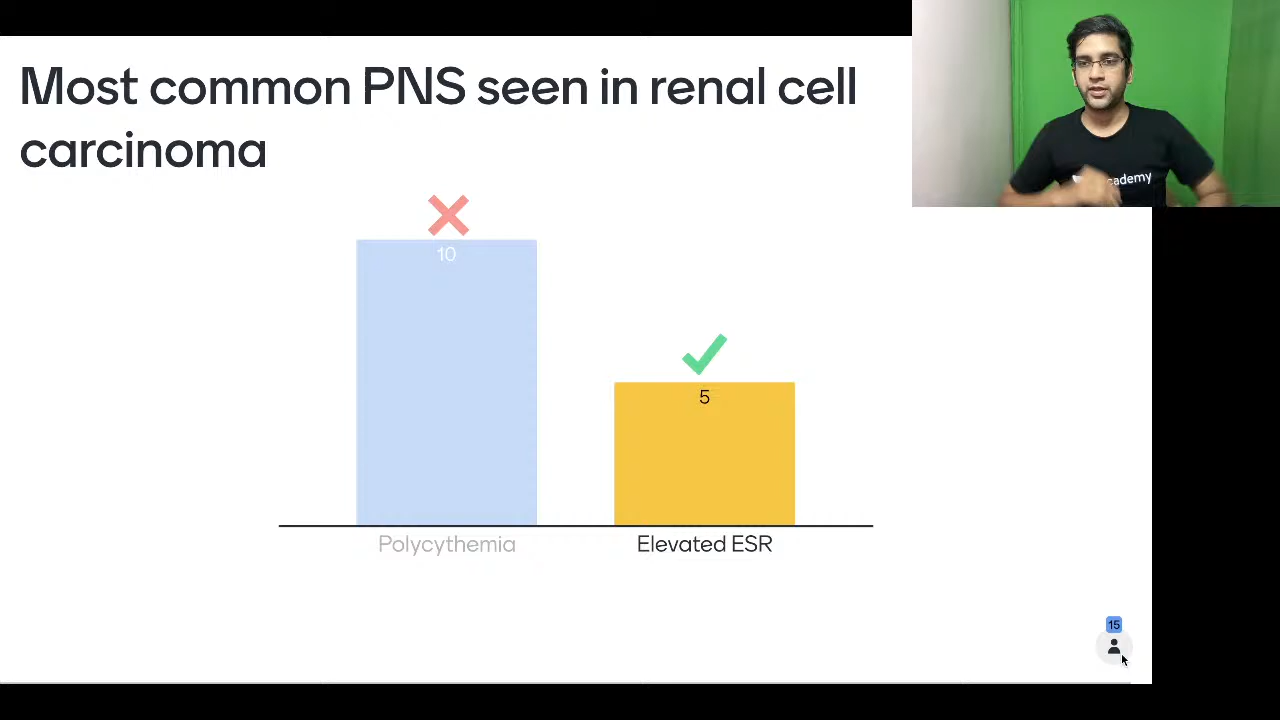 Most common PNS seen in renal cell
carcinoma
10
5
Polycythemia
Elevated ESR
15